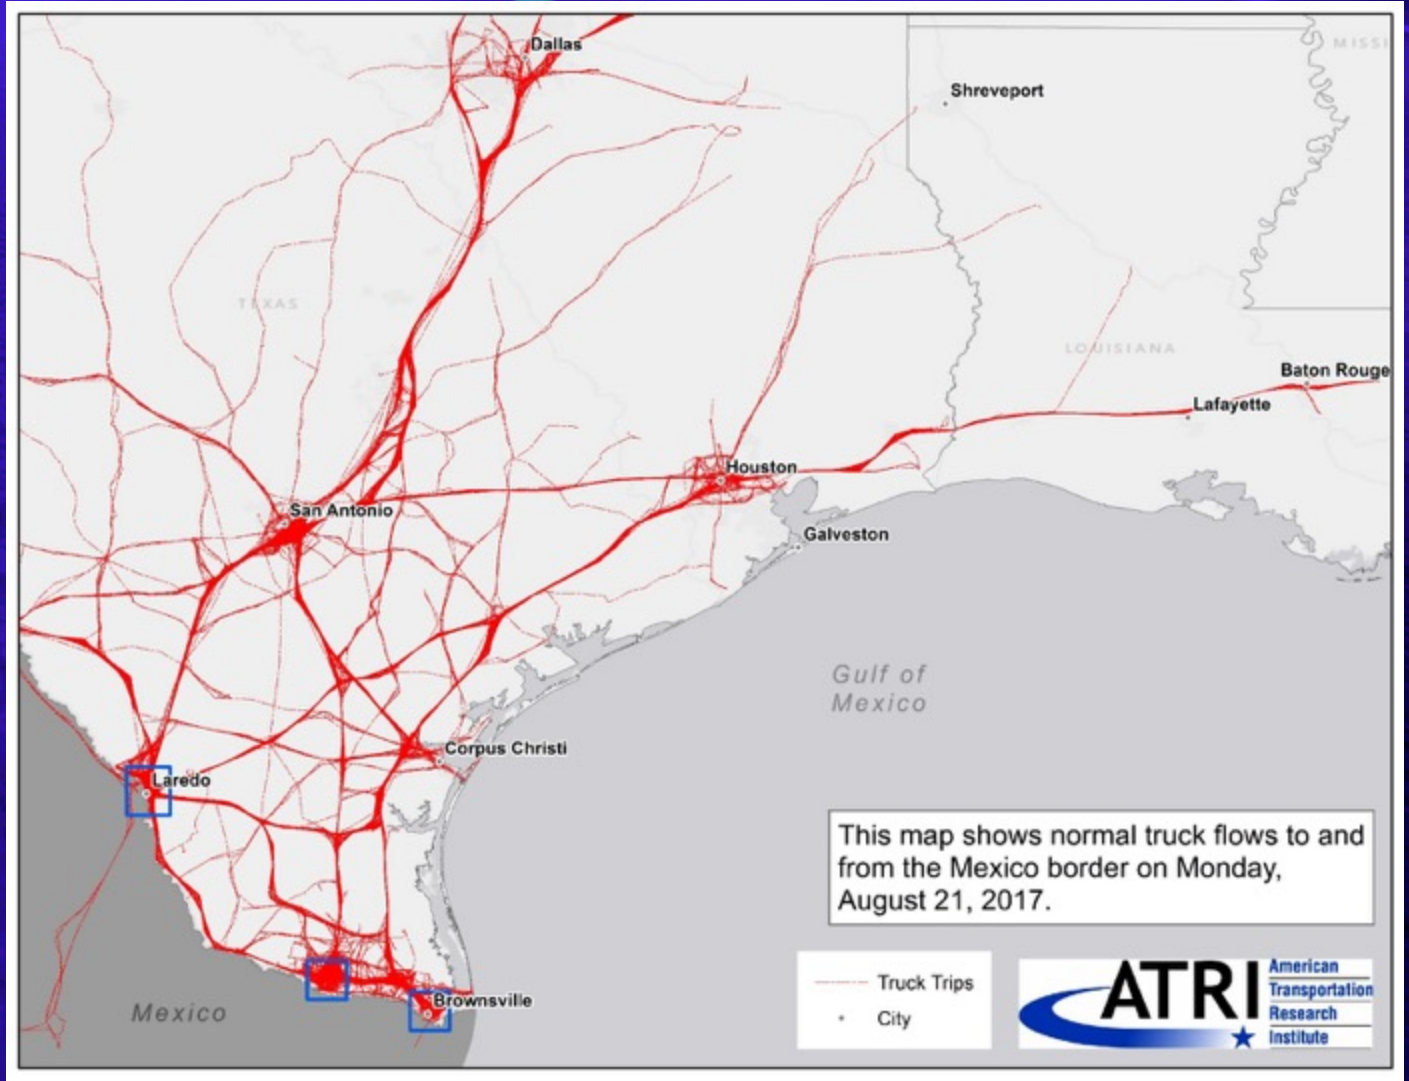 Dallas
MISSI
Shreveport
TEXAS
LOUISIANA
Baton Rouge
Lafayette
Houston
San Antonio
Galveston
Gulf of
Mexico
Corpus Christi
Laredo
This map shows normal truck flows to and
from the Mexico border on Monday,
August 21, 2017.
Mexico
Brownsville
Truck Trips
City
ATRI
American
Transportation
Research
Institute